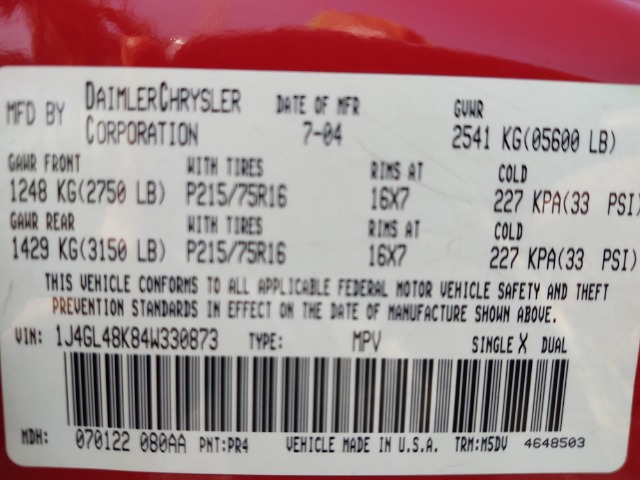 MFD BY DAIMLERCHRYSLER CORPORATION DATE OF MFR 7-04 GVWR 2541 KG(05600 LB)
GAWR FRONT WITH TIRES RIMS AT COLD
1248 KG(2750 LB) P215/75R16 16X7 227 KPA(33 PSI)
GAWR REAR WITH TIRES RIMS AT COLD
1429 KG(3150 LB) P215/75R16 16X7 227 KPA(33 PSI)
THIS VEHICLE CONFORMS TO ALL APPLICABLE FEDERAL MOTOR VEHICLE SAFETY AND THEFT
PREVENTION STANDARDS IN EFFECT ON THE DATE OF MANUFACTURE SHOWN ABOVE.
VIN: 1J4GL48K84W330873 TYPE: MPV SINGLE X DUAL
MDH: 070122 080AA PNT:PR4 VEHICLE MADE IN U.S.A. TRM:M5DV 4648503